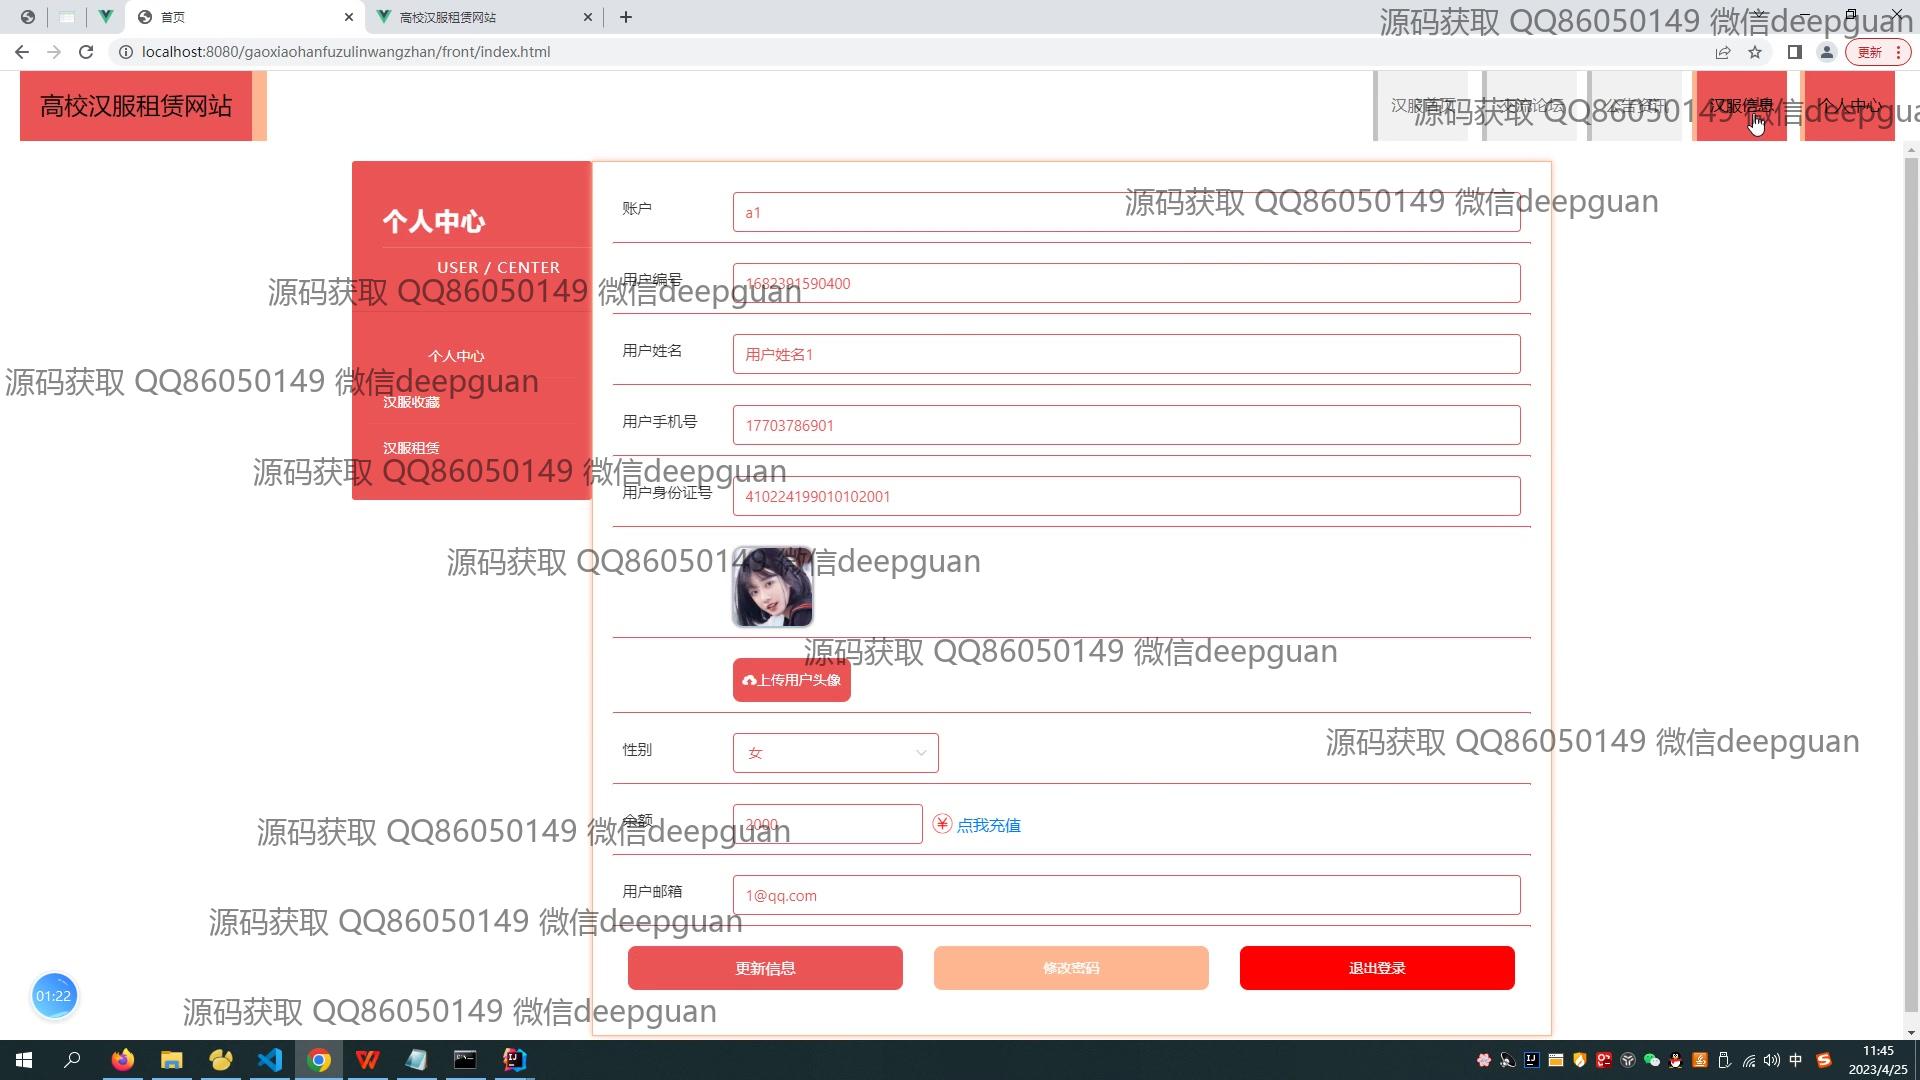 首页
高校汉服租赁网站
localhost:8080/gaoxiaohanfuzulinwangzhan/front/index.html
更新
源码获取 QQ86050149 微信deepguan
高校汉服租赁网站
汉服首页
交流论坛
公告资讯
汉服信息
个人中心
源码获取 QQ86050149 微信deepgua
个人中心
USER / CENTER
个人中心
汉服收藏
汉服租赁
账户
a1
源码获取 QQ86050149 微信deepguan
用户编号
1682391590400
源码获取 QQ86050149 微信deepguan
用户姓名
用户姓名1
源码获取 QQ86050149 微信deepguan
用户手机号
17703786901
源码获取 QQ86050149 微信deepguan
用户身份证号
410224199010102001
源码获取 QQ86050149 微信deepguan
源码获取 QQ86050149 微信deepguan
上传用户头像
性别
女
源码获取 QQ86050149 微信deepguan
余额
2000
点我充值
源码获取 QQ86050149 微信deepguan
用户邮箱
1@qq.com
源码获取 QQ86050149 微信deepguan
更新信息
修改密码
退出登录
01:22
源码获取 QQ86050149 微信deepguan
中
11:45
2023/4/25